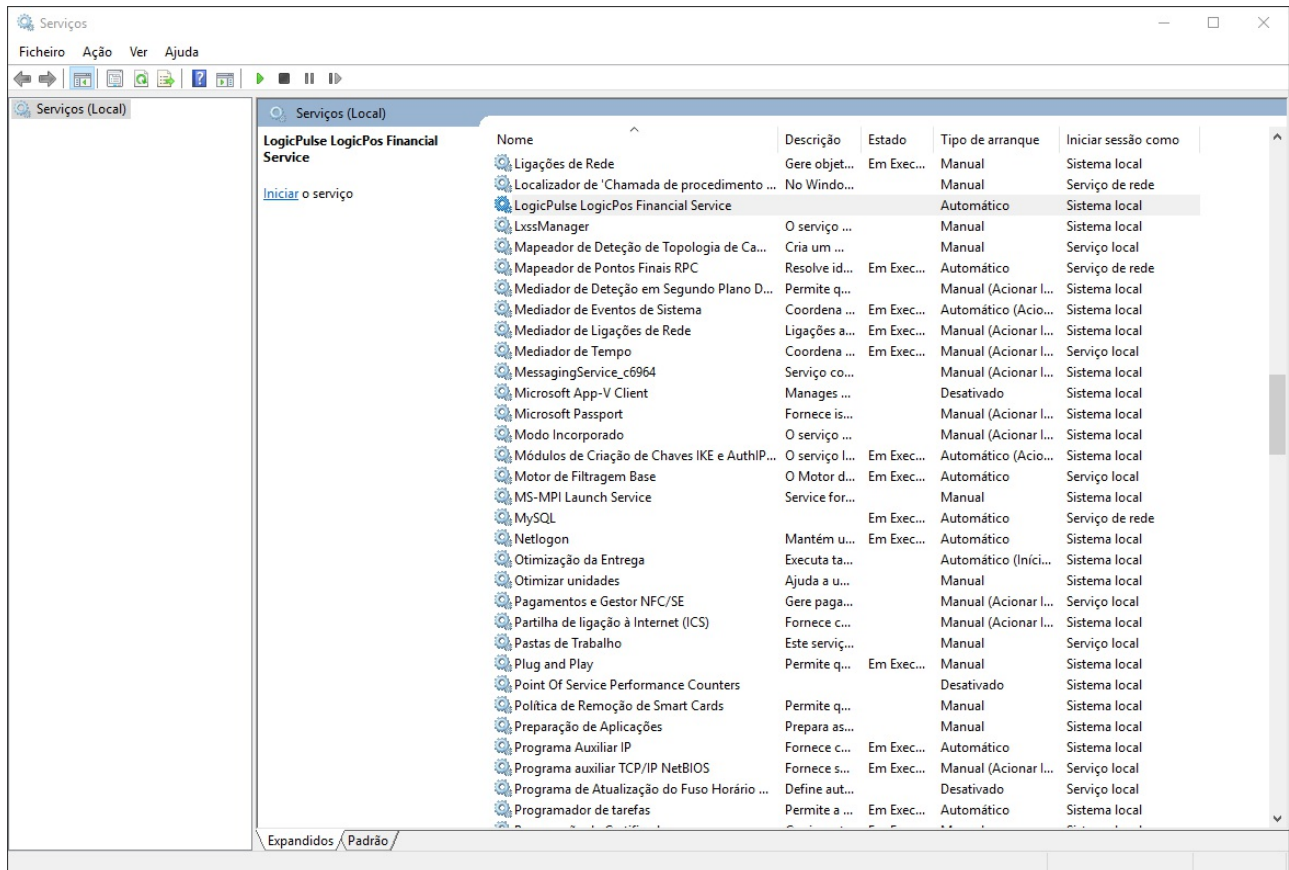 Serviços
Ficheiro Ação Ver Ajuda
Serviços (Local)
Serviços (Local)
LogicPulse LogicPos Financial
Service
Iniciar o serviço
Nome Descrição Estado Tipo de arranque Iniciar sessão como
Ligações de Rede Gere objet... Em Exec... Manual Sistema local
Localizador de 'Chamada de procedimento ... No Windo... Manual Serviço de rede
LogicPulse LogicPos Financial Service Automático Sistema local
LxssManager O serviço ... Manual Sistema local
Mapeador de Deteção de Topologia de Ca... Cria um ... Manual Serviço local
Mapeador de Pontos Finais RPC Resolve id... Em Exec... Automático Serviço de rede
Mediador de Deteção em Segundo Plano D... Permite q... Manual (Acionar I... Sistema local
Mediador de Eventos de Sistema Coordena ... Em Exec... Automático (Acio... Sistema local
Mediador de Ligações de Rede Ligações a... Em Exec... Manual (Acionar I... Sistema local
Mediador de Tempo Coordena ... Em Exec... Manual (Acionar I... Serviço local
MessagingService_c6964 Serviço co... Manual (Acionar I... Sistema local
Microsoft App-V Client Manages ... Desativado Sistema local
Microsoft Passport Fornece is... Manual (Acionar I... Sistema local
Modo Incorporado O serviço ... Manual (Acionar I... Sistema local
Módulos de Criação de Chaves IKE e AuthIP... O serviço I... Em Exec... Automático (Acio... Sistema local
Motor de Filtragem Base O Motor d... Em Exec... Automático Serviço local
MS-MPI Launch Service Service for... Manual Sistema local
MySQL Em Exec... Automático Serviço de rede
Netlogon Mantém u... Em Exec... Automático Sistema local
Otimização da Entrega Executa ta... Automático (Iníci... Sistema local
Otimizar unidades Ajuda a u... Manual Sistema local
Pagamentos e Gestor NFC/SE Gere paga... Manual (Acionar I... Serviço local
Partilha de ligação à Internet (ICS) Fornece c... Manual (Acionar I... Sistema local
Pastas de Trabalho Este serviç... Manual Serviço local
Plug and Play Permite q... Em Exec... Manual Sistema local
Point Of Service Performance Counters Desativado Sistema local
Política de Remoção de Smart Cards Permite q... Manual Sistema local
Preparação de Aplicações Prepara as... Manual Sistema local
Programa Auxiliar IP Fornece c... Em Exec... Automático Sistema local
Programa auxiliar TCP/IP NetBIOS Fornece s... Em Exec... Manual (Acionar I... Serviço local
Programa de Atualização do Fuso Horário ... Define aut... Desativado Serviço local
Programador de tarefas Permite a ... Em Exec... Automático Sistema local
Expandidos Padrão